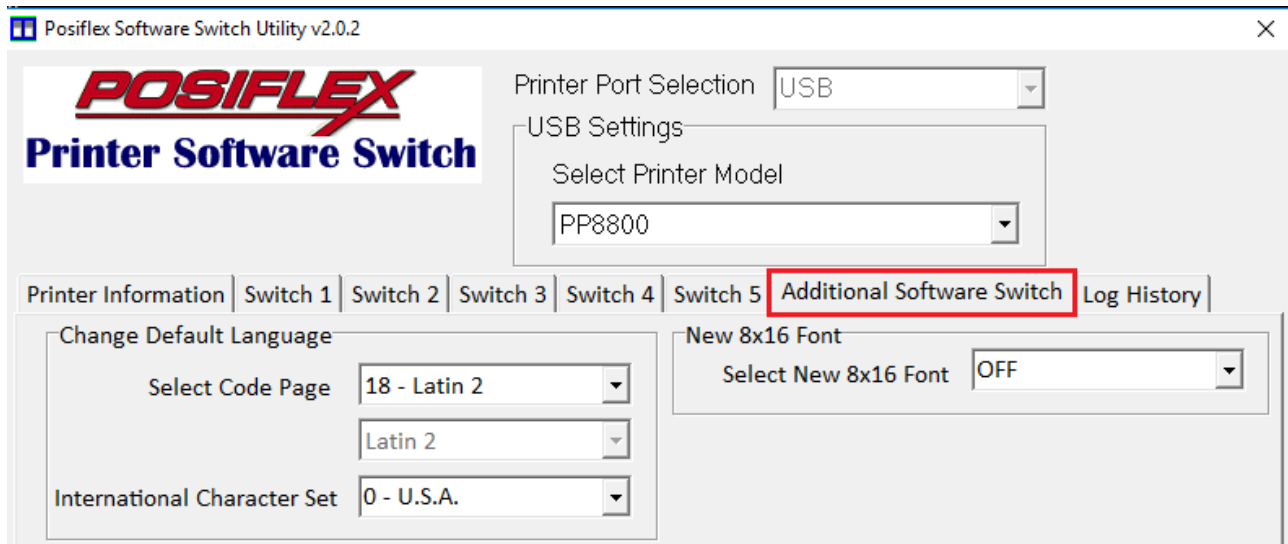 Posiflex Software Switch Utility v2.0.2
POSIFLEX
Printer Software Switch
Printer Port Selection USB
USB Settings
Select Printer Model
PP8800
Printer Information Switch 1 Switch 2 Switch 3 Switch 4 Switch 5 Additional Software Switch Log History
Change Default Language
Select Code Page 18 - Latin 2
Latin 2
International Character Set 0 - U.S.A.
New 8x16 Font
Select New 8x16 Font OFF